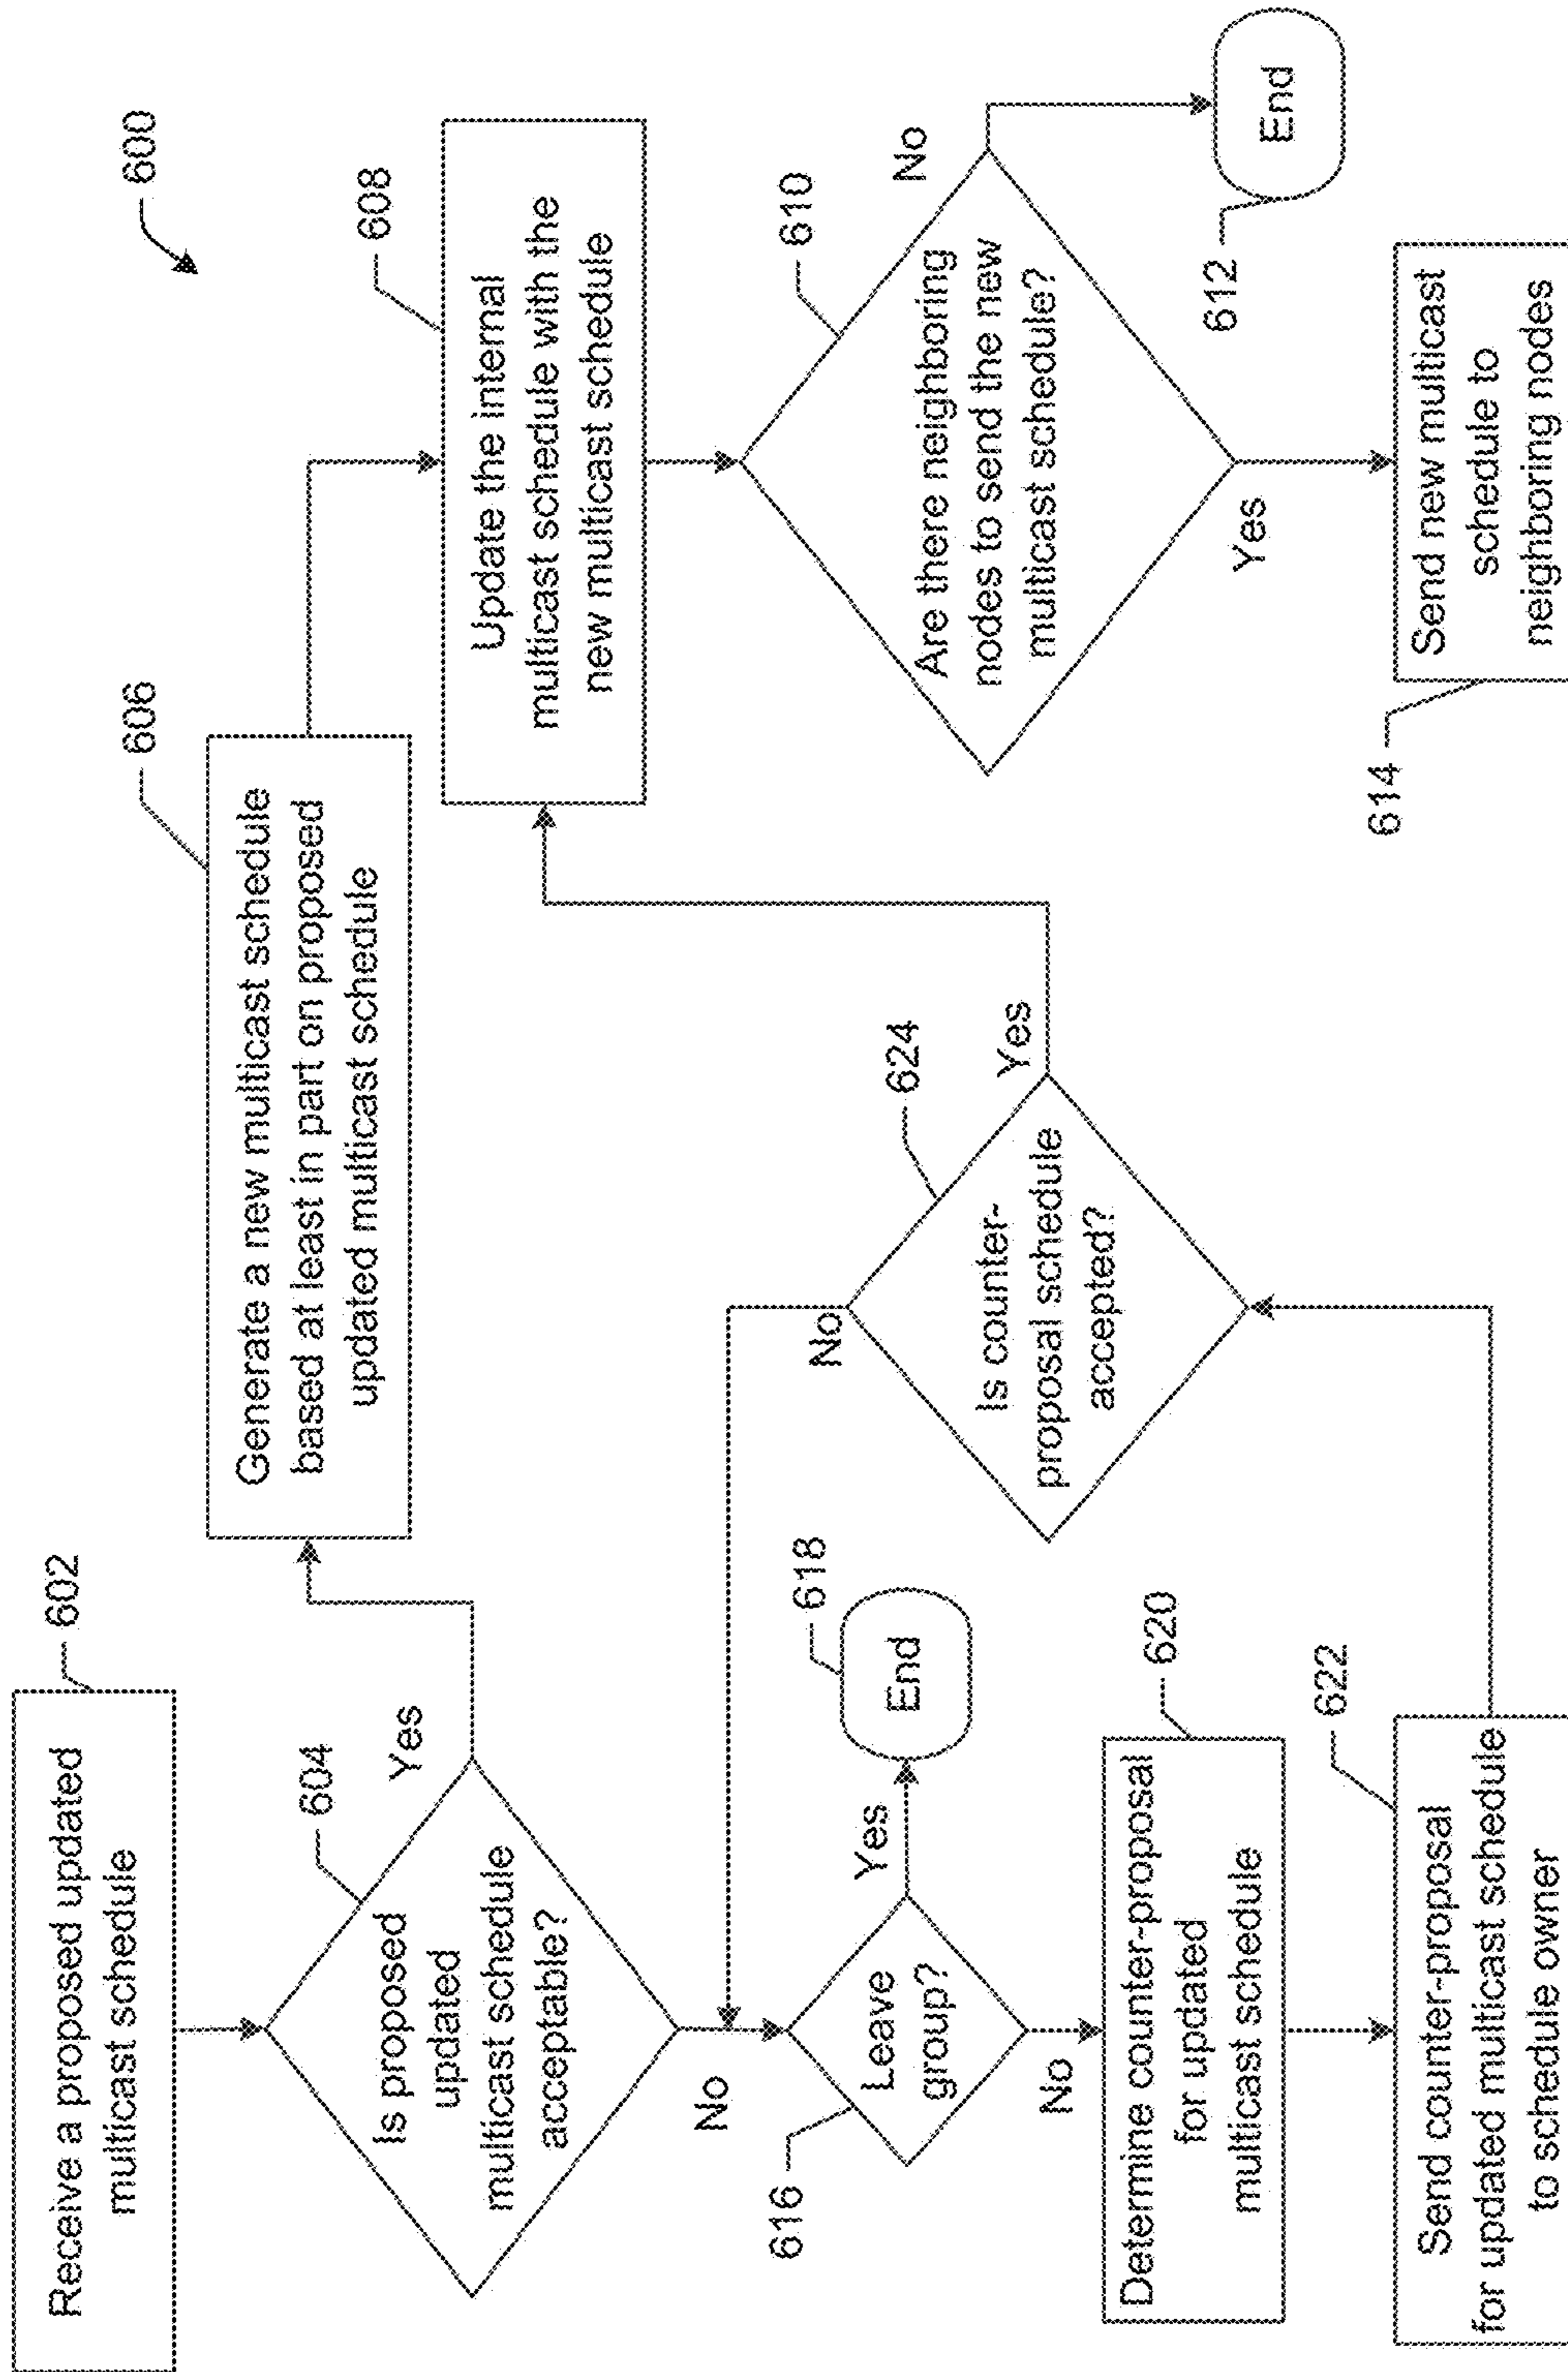 600
602
Receive a proposed updated
multicast schedule
604
Is proposed
updated
multicast schedule
acceptable?
Yes
No
606
Generate a new multicast schedule
based at least in part on proposed
updated multicast schedule
608
Update the internal
multicast schedule with the
new multicast schedule
610
Are there neighboring
nodes to send the new
multicast schedule?
No
Yes
612
End
614
Send new multicast
schedule to
neighboring nodes
616
Leave
group?
Yes
No
618
End
620
Determine counter-proposal
for updated
multicast schedule
622
Send counter-proposal
for updated multicast schedule
to schedule owner
624
Is counter-
proposal schedule
accepted?
No
Yes